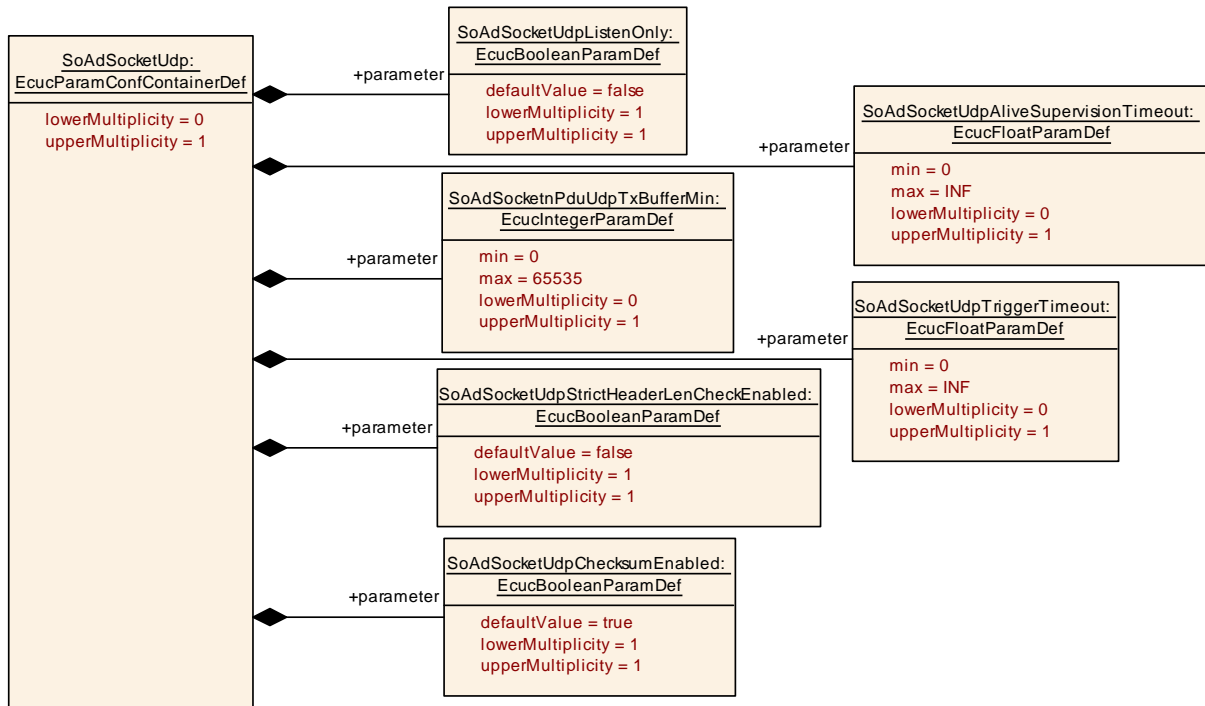 SoAdSocketUdp:
EcucParamConfContainerDef
lowerMultiplicity = 0
upperMultiplicity = 1
+parameter
SoAdSocketUdpListenOnly:
EcucBooleanParamDef
defaultValue = false
lowerMultiplicity = 1
upperMultiplicity = 1
+parameter
SoAdSocketUdpAliveSupervisionTimeout:
EcucFloatParamDef
min = 0
max = INF
lowerMultiplicity = 0
upperMultiplicity = 1
+parameter
SoAdSocketnPduUdpTxBufferMin:
EcucIntegerParamDef
min = 0
max = 65535
lowerMultiplicity = 0
upperMultiplicity = 1
+parameter
SoAdSocketUdpTriggerTimeout:
EcucFloatParamDef
min = 0
max = INF
lowerMultiplicity = 0
upperMultiplicity = 1
+parameter
SoAdSocketUdpStrictHeaderLenCheckEnabled:
EcucBooleanParamDef
defaultValue = false
lowerMultiplicity = 1
upperMultiplicity = 1
+parameter
SoAdSocketUdpChecksumEnabled:
EcucBooleanParamDef
defaultValue = true
lowerMultiplicity = 1
upperMultiplicity = 1